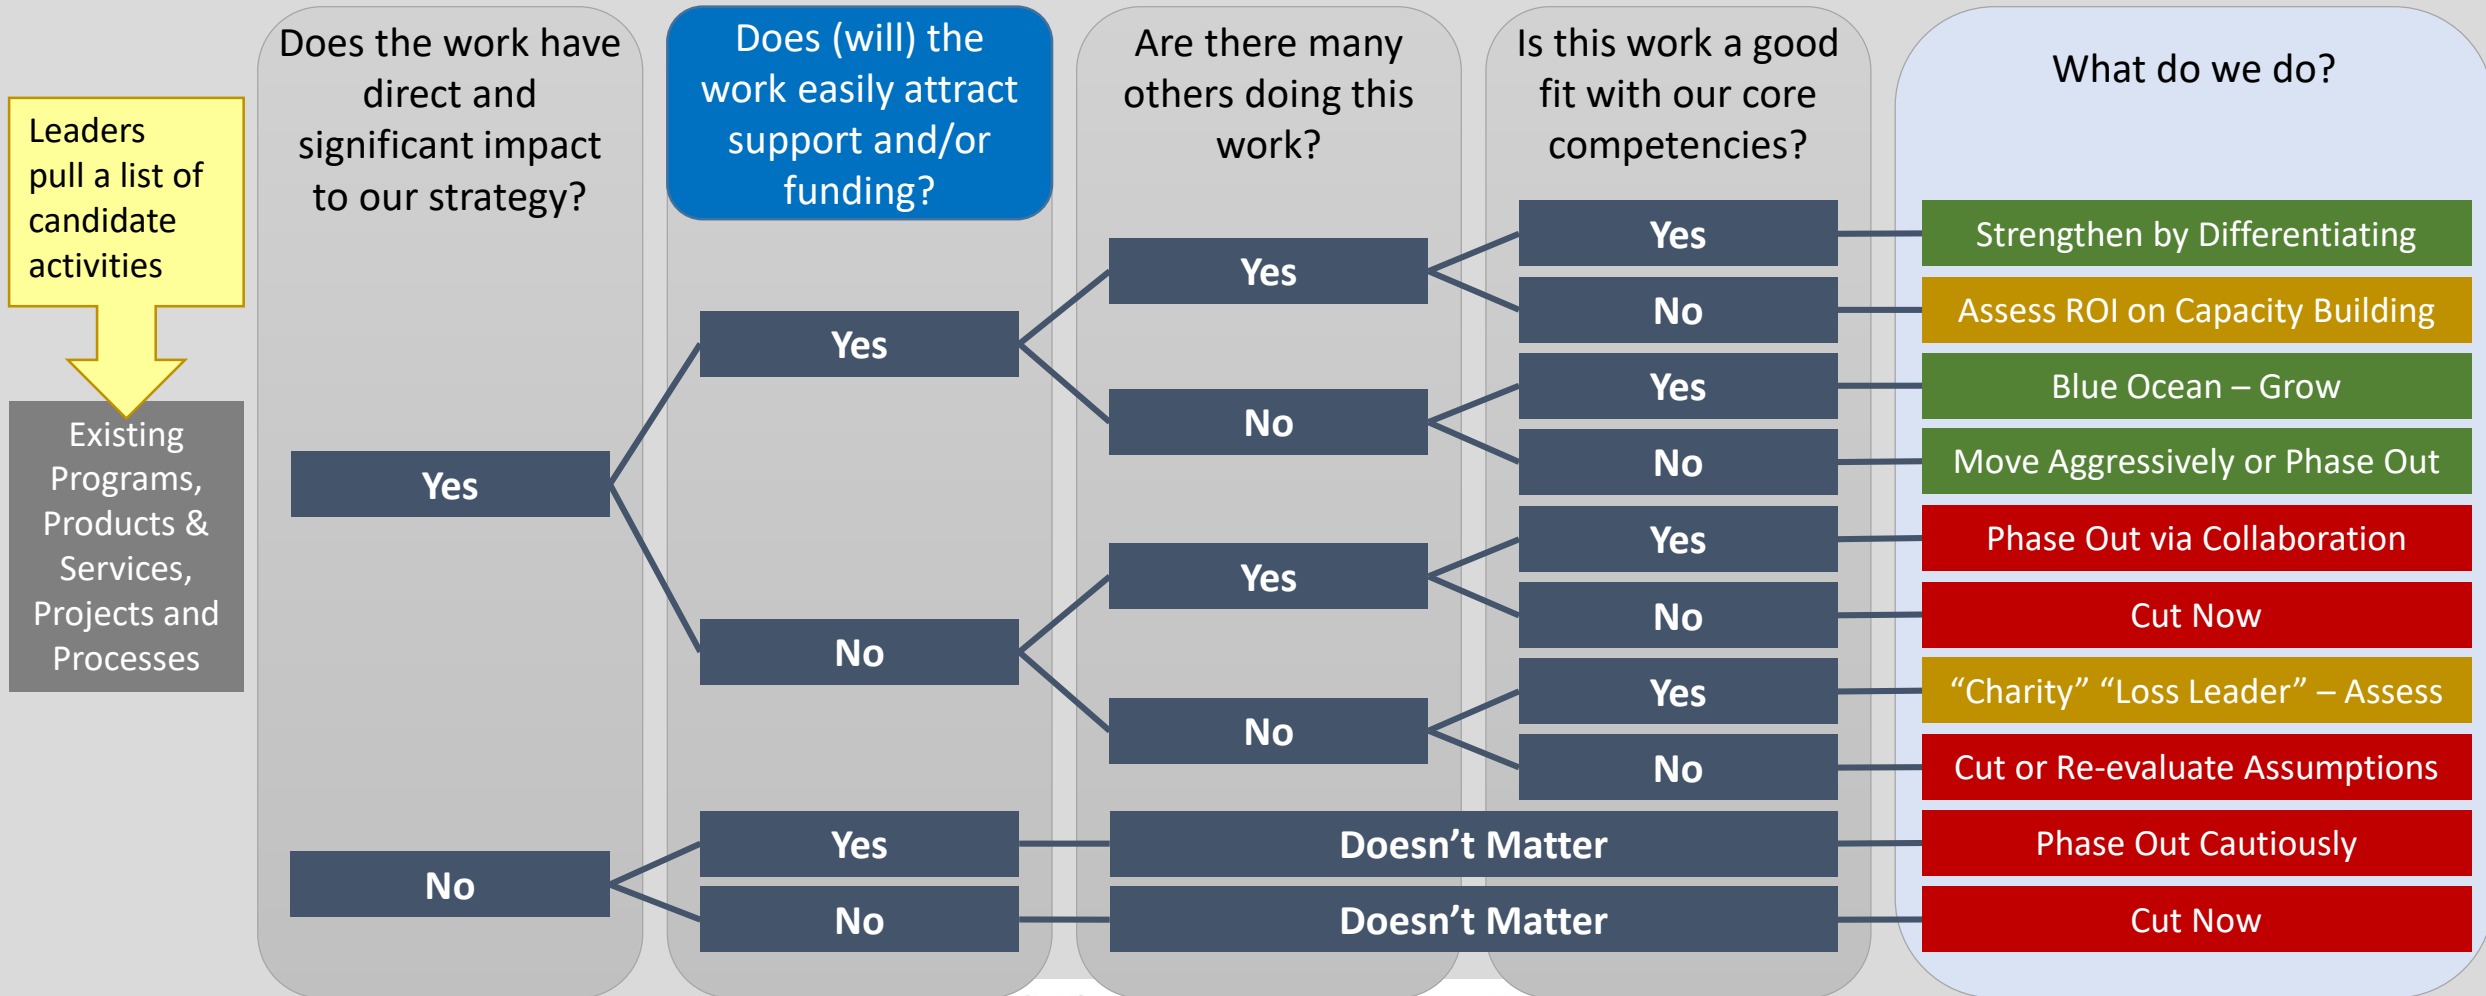 Leaders
pull a list of
candidate
activities
Existing
Programs,
Products &
Services,
Projects and
Processes
Does the work have
direct and
significant impact
to our strategy?
Yes
No
Does (will) the
work easily attract
support and/or
funding?
Yes
No
Yes
No
Are there many
others doing this
work?
Yes
No
Yes
No
Doesn’t Matter
Doesn’t Matter
Is this work a good
fit with our core
competencies?
Yes
No
Yes
No
Yes
No
Yes
No
What do we do?
Strengthen by Differentiating
Assess ROI on Capacity Building
Blue Ocean – Grow
Move Aggressively or Phase Out
Phase Out via Collaboration
Cut Now
“Charity” “Loss Leader” – Assess
Cut or Re-evaluate Assumptions
Phase Out Cautiously
Cut Now